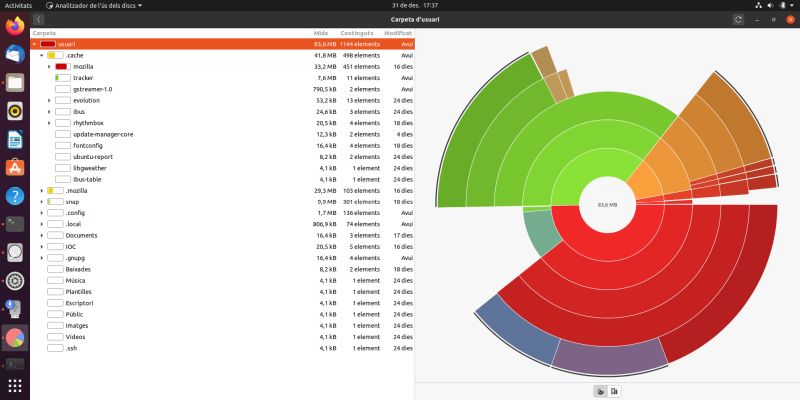 Activitats Analitzador de l'ús dels discs 31 de des. 17:37
Carpeta d'usuari
Carpeta Mida Continguts Modificat
usuari 83,6 MB 1144 elements Avui
.cache 41,8 MB 498 elements Avui
mozilla 33,2 MB 451 elements 16 dies
tracker 7,6 MB 11 elements Avui
gstreamer-1.0 790,5 kB 2 elements Avui
evolution 53,2 kB 13 elements 24 dies
ibus 24,6 kB 3 elements 24 dies
rhythmbox 20,5 kB 4 elements 18 dies
update-manager-core 12,3 kB 2 elements 4 dies
fontconfig 16,4 kB 4 elements 18 dies
ubuntu-report 8,2 kB 2 elements 24 dies
libgweather 4,1 kB 1 element 24 dies
ibus-table 4,1 kB 1 element 24 dies
.mozilla 29,3 MB 103 elements 16 dies
snap 9,9 MB 301 elements 18 dies
.config 1,7 MB 136 elements Avui
.local 806,9 kB 74 elements Avui
Documents 16,4 kB 3 elements 17 dies
IOC 20,5 kB 5 elements 16 dies
.gnupg 16,4 kB 4 elements Avui
Baixades 8,2 kB 2 elements 18 dies
Música 4,1 kB 1 element 24 dies
Plantilles 4,1 kB 1 element 24 dies
Escriptori 4,1 kB 1 element 24 dies
Públic 4,1 kB 1 element 24 dies
Imatges 4,1 kB 1 element 24 dies
Vídeos 4,1 kB 1 element 24 dies
.ssh 4,1 kB 1 element 24 dies
83,6 MB